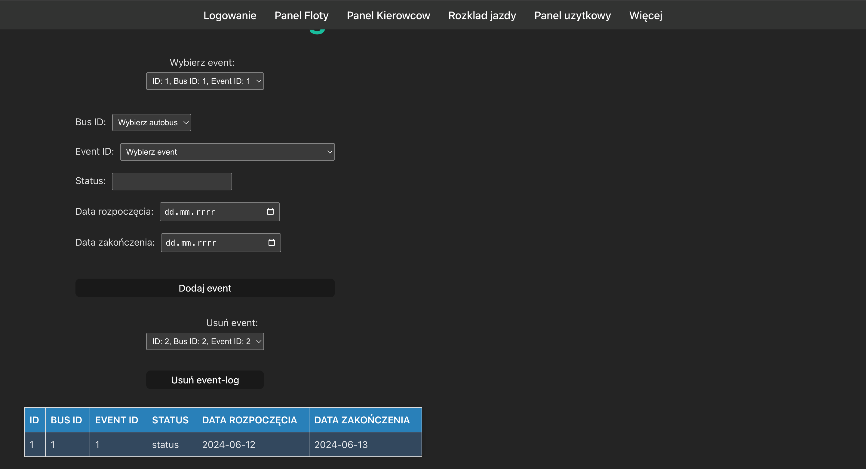 Logowanie Panel Floty Panel Kierowcow Rozklad jazdy Panel uzytkowy Więcej
Wybierz event:
ID: 1, Bus ID: 1, Event ID: 1
Bus ID: Wybierz autobus
Event ID: Wybierz event
Status:
Data rozpoczęcia: dd.mm.rrrr
Data zakończenia: dd.mm.rrrr
Dodaj event
Usuń event:
ID: 2, Bus ID: 2, Event ID: 2
Usuń event-log
ID BUS ID EVENT ID STATUS DATA ROZPOCZĘCIA DATA ZAKOŃCZENIA
1 1 1 status 2024-06-12 2024-06-13